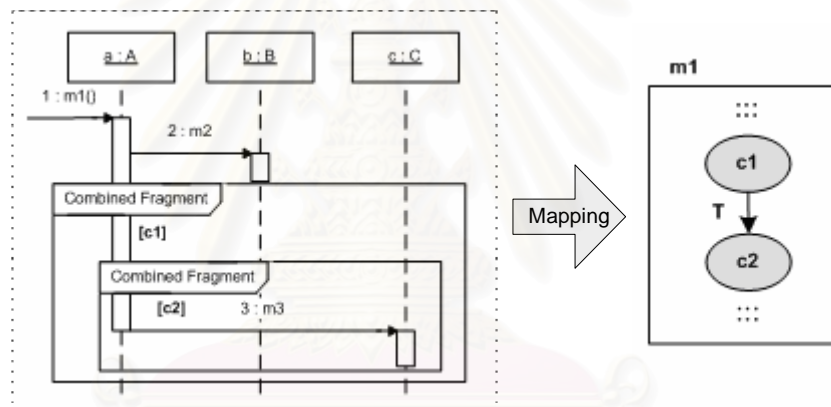 a : A
b : B
c : C
1 : m1()
2 : m2
Combined Fragment
[c1]
Combined Fragment
[c2]
3 : m3
Mapping
m1
c1
T
c2